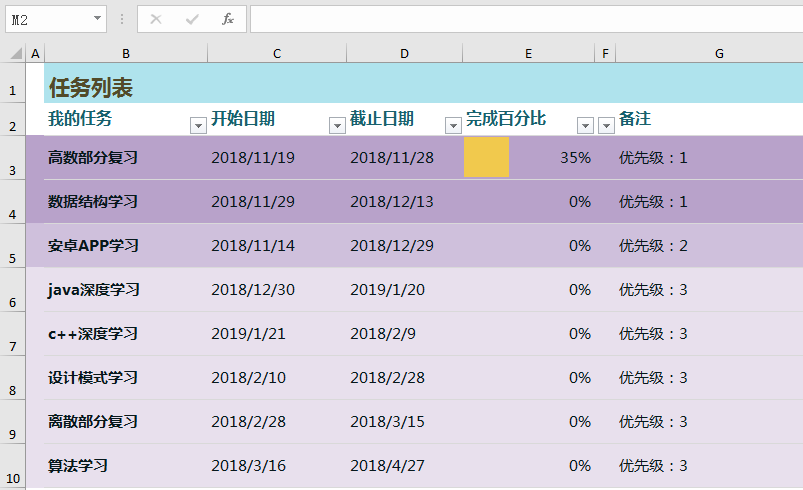 M2 fx
A B C D E F G
1 任务列表
2 我的任务 开始日期 截止日期 完成百分比 备注
3 高数部分复习 2018/11/19 2018/11/28 35% 优先级：1
4 数据结构学习 2018/11/29 2018/12/13 0% 优先级：1
5 安卓APP学习 2018/11/14 2018/12/29 0% 优先级：2
6 java深度学习 2018/12/30 2019/1/20 0% 优先级：3
7 c++深度学习 2019/1/21 2018/2/9 0% 优先级：3
8 设计模式学习 2018/2/10 2018/2/28 0% 优先级：3
9 离散部分复习 2018/2/28 2018/3/15 0% 优先级：3
10 算法学习 2018/3/16 2018/4/27 0% 优先级：3